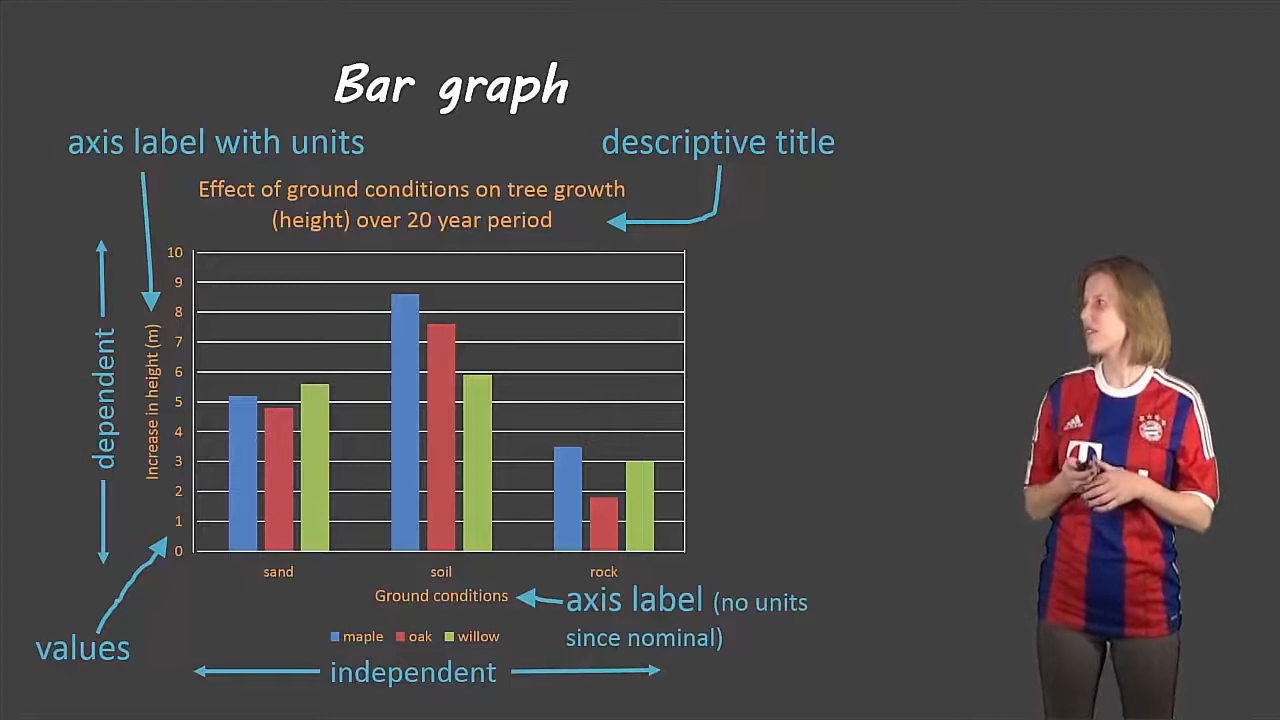 Bar graph
axis label with units
descriptive title
Effect of ground conditions on tree growth
(height) over 20 year period
10
9
8
7
6
5
4
3
2
1
0
dependent
Increase in height (m)
sand soil rock
Ground conditions
axis label (no units
since nominal)
maple oak willow
values
independent